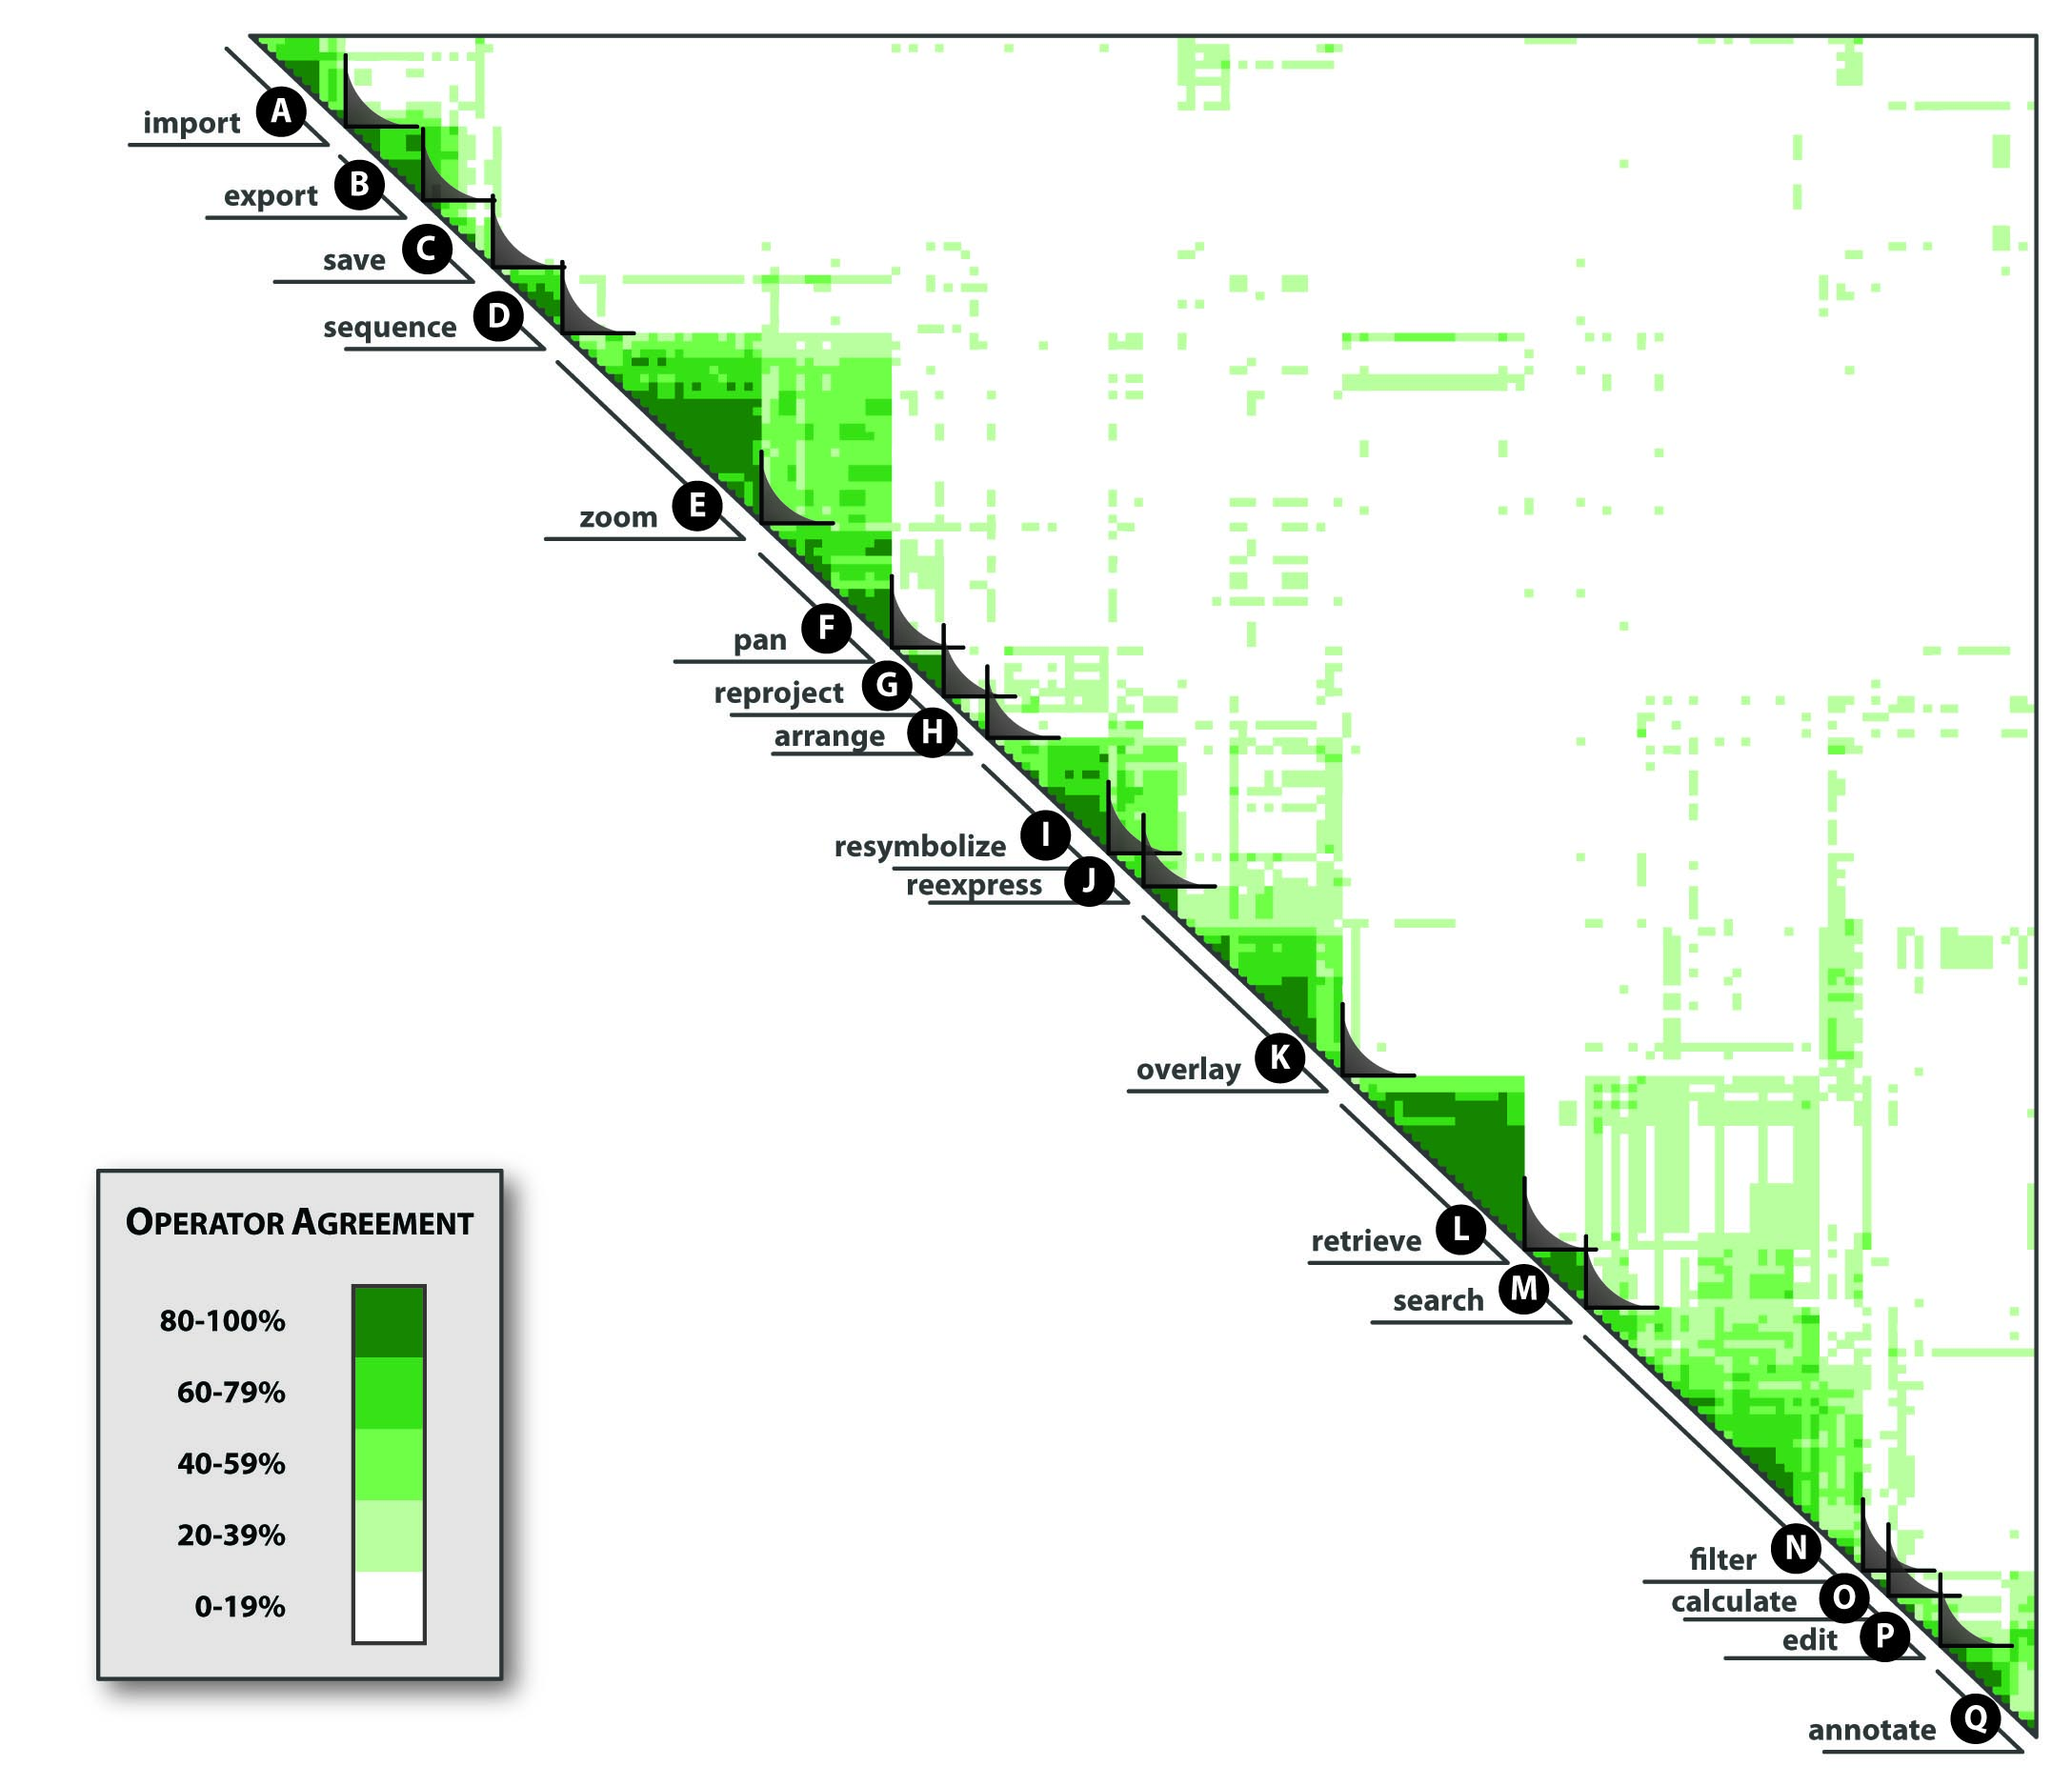 import A
export B
save C
sequence D
zoom E
pan F
reproject G
arrange H
resymbolize I
reexpress J
overlay K
retrieve L
search M
filter N
calculate O
edit P
annotate Q
OPERATOR AGREEMENT
80-100%
60-79%
40-59%
20-39%
0-19%